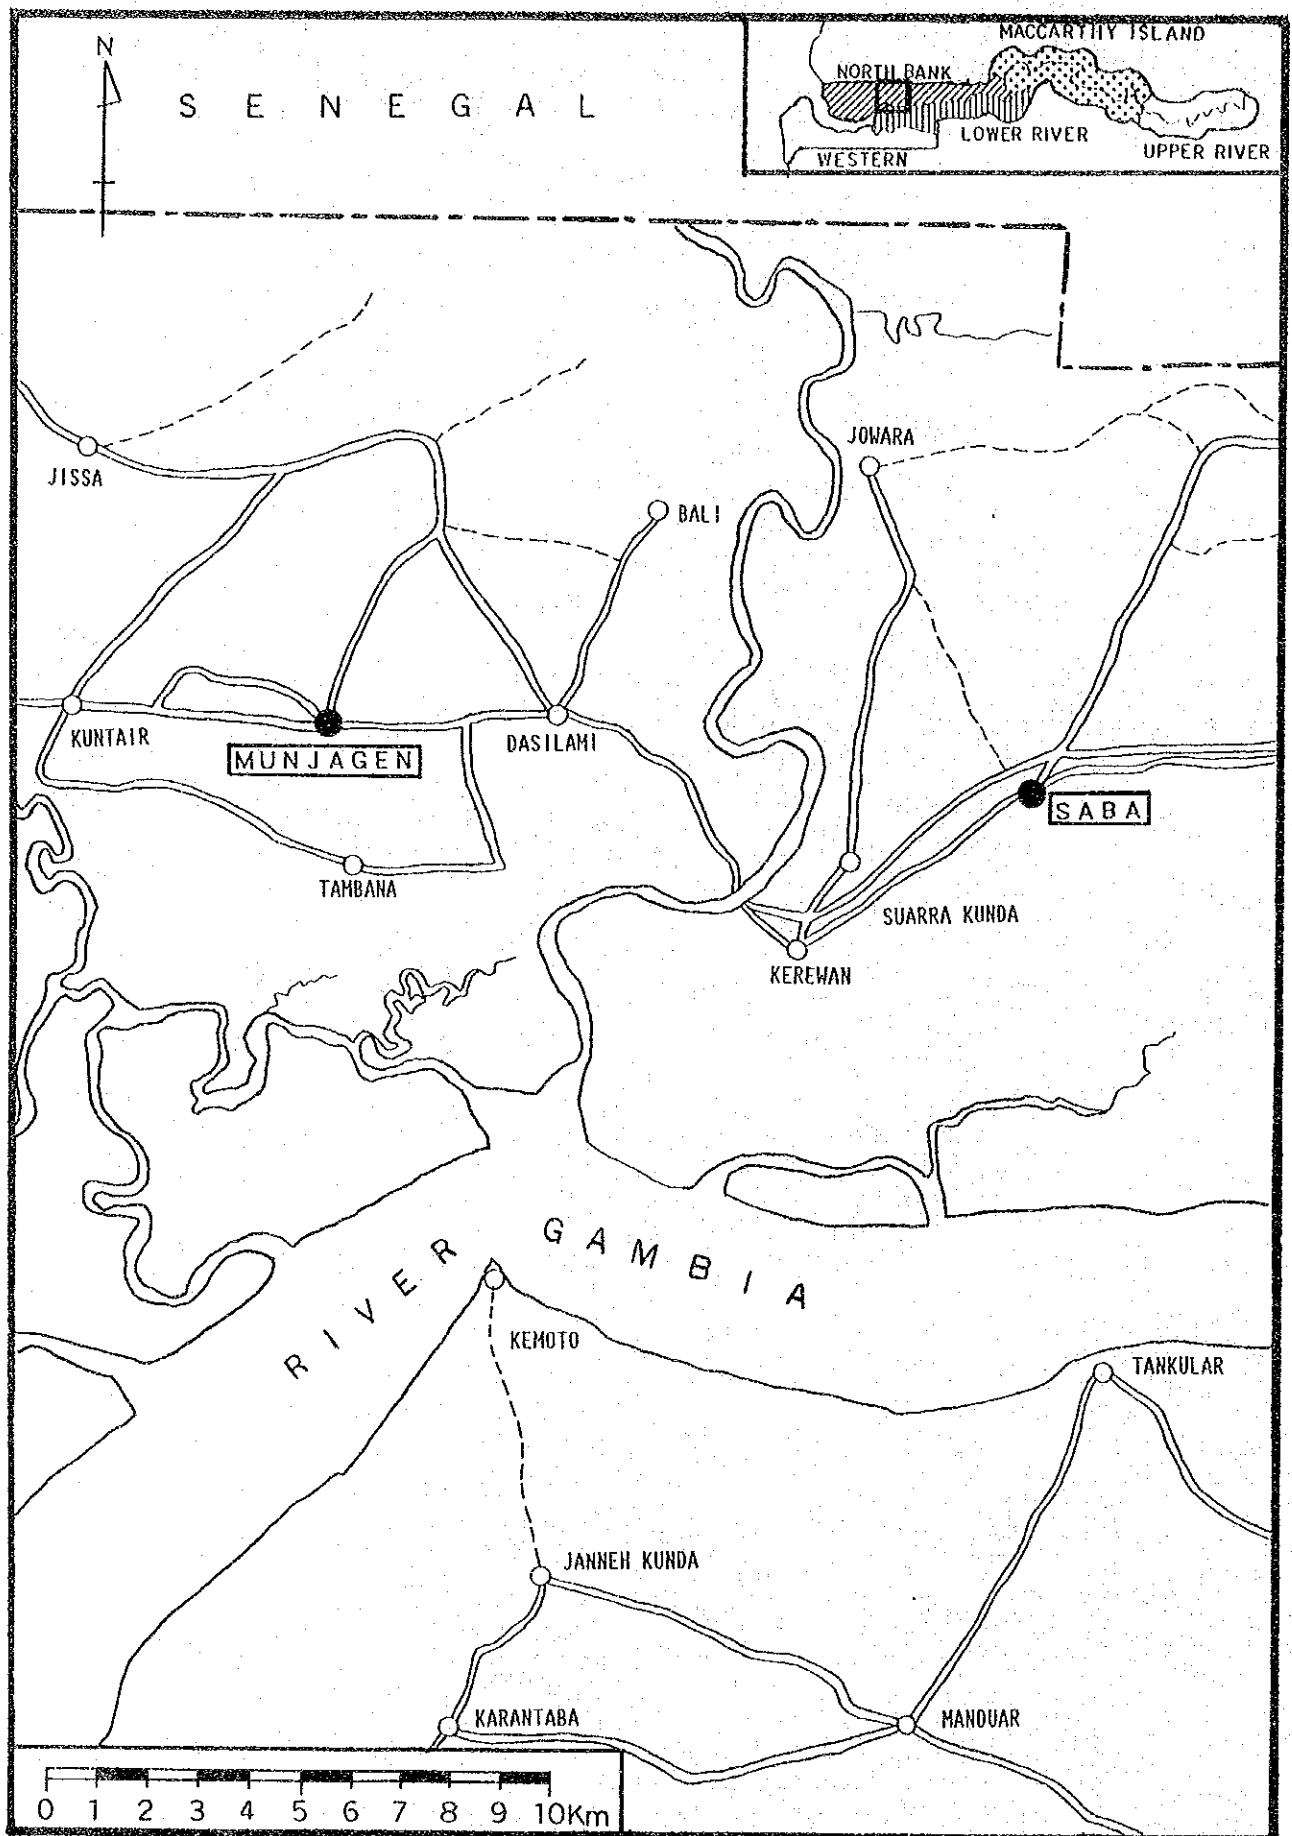 N
SENEGAL
MACCARTHY ISLAND
NORTH BANK
LOWER RIVER
WESTERN
UPPER RIVER
JISSA
JOWARA
BALI
KUNTAIR
MUNJAGEN
DASILAMI
SABA
TAMBANA
SUARRA KUNDA
KEREWAN
RIVER GAMBIA
KEMOTO
TANKULAR
JANNEH KUNDA
KARANTABA
MANDUAR
0 1 2 3 4 5 6 7 8 9 10Km